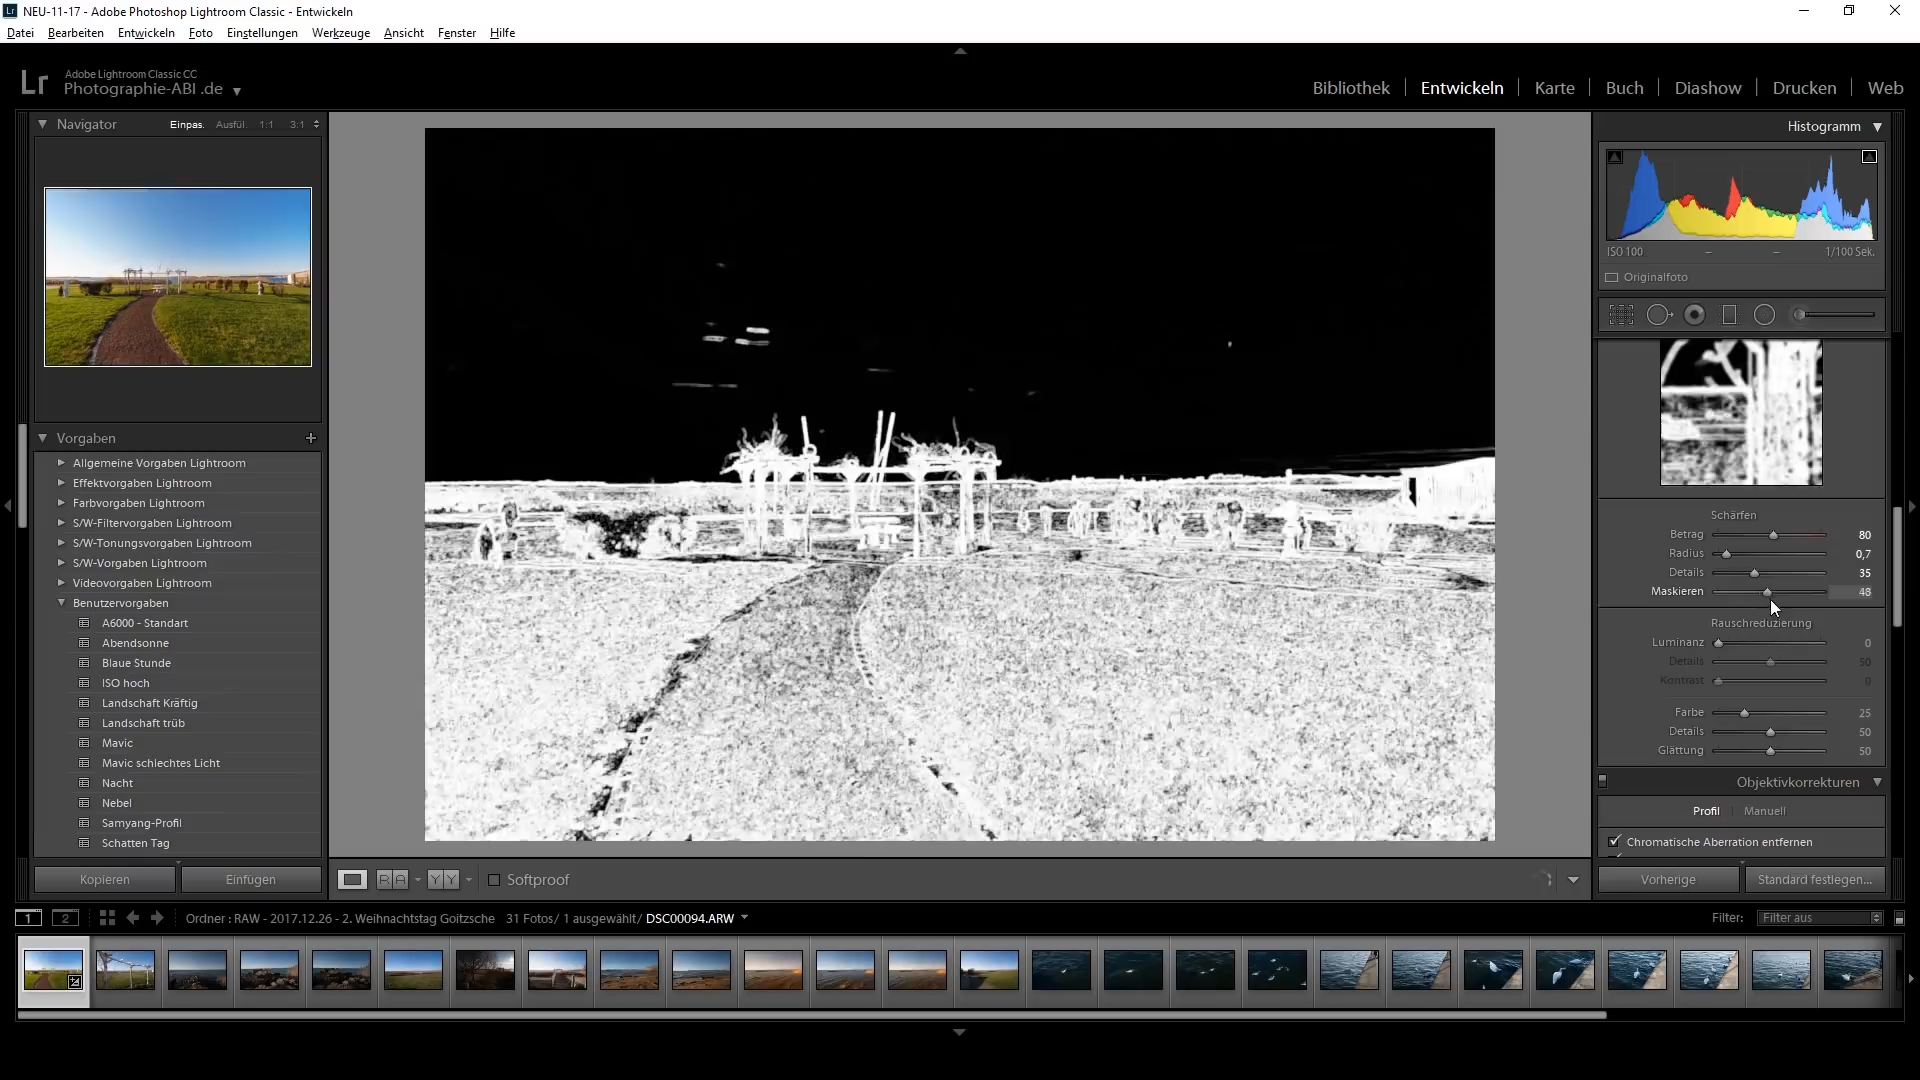 NEU-11-17 - Adobe Photoshop Lightroom Classic - Entwickeln
Datei Bearbeiten Entwickeln Foto Einstellungen Werkzeuge Ansicht Fenster Hilfe
Lr
Adobe Lightroom Classic CC
Photographie-ABI .de
Bibliothek Entwickeln Karte Buch Diashow Drucken Web
Navigator Einpas. Ausfül. 1:1 3:1
Vorgaben +
Allgemeine Vorgaben Lightroom
Effektvorgaben Lightroom
Farbvorgaben Lightroom
S/W-Filtervorgaben Lightroom
S/W-Tonungsvorgaben Lightroom
S/W-Vorgaben Lightroom
Videovorgaben Lightroom
Benutzervorgaben
A6000 - Standart
Abendsonne
Blaue Stunde
ISO hoch
Landschaft Kräftig
Landschaft trüb
Mavic
Mavic schlechtes Licht
Nacht
Nebel
Samyang-Profil
Schatten Tag
Kopieren Einfügen
R A Y Y Softproof
Histogramm
ISO 100 – – 1/100 Sek.
Originalfoto
Schärfen
Betrag 80
Radius 0,7
Details 35
Maskieren 48
Rauschreduzierung
Luminanz 0
Details 50
Kontrast 0
Farbe 25
Details 50
Glättung 50
Objektivkorrekturen
Profil Manuell
Chromatische Aberration entfernen
Vorherige Standard festlegen...
1 2 Ordner : RAW - 2017.12.26 - 2. Weihnachtstag Goitzsche 31 Fotos/ 1 ausgewählt/ DSC00094.ARW Filter: Filter aus